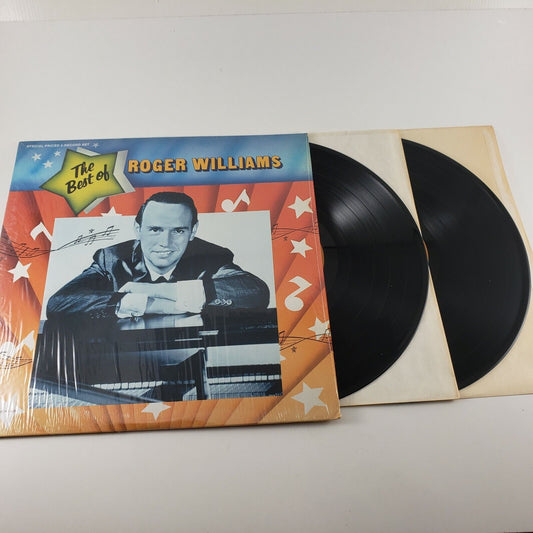 SPECIAL PRICED 2-RECORD SET
The
Best of
ROGER WILLIAMS